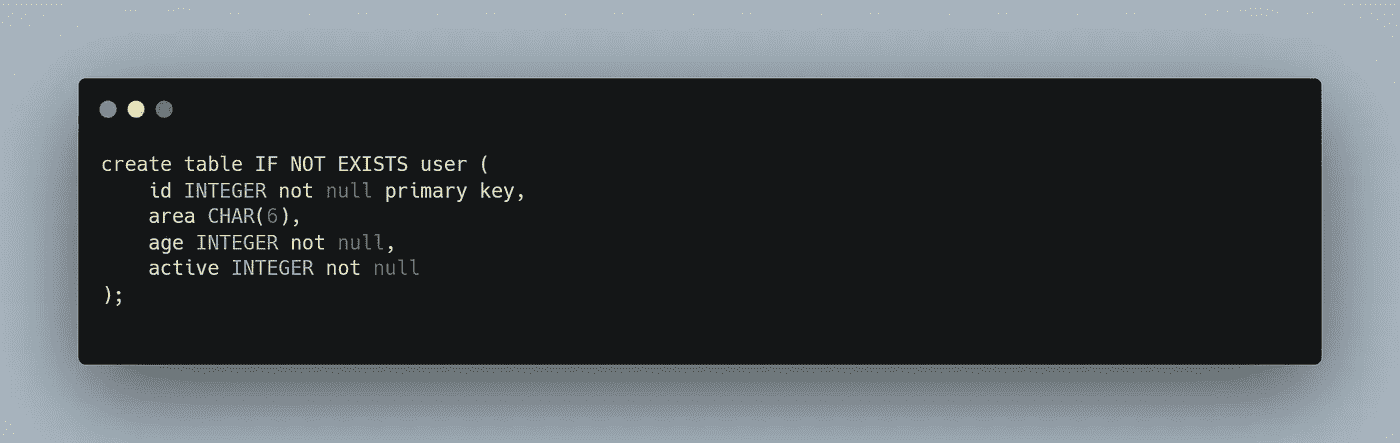 create table IF NOT EXISTS user (
    id INTEGER not null primary key,
    area CHAR(6),
    age INTEGER not null,
    active INTEGER not null
);